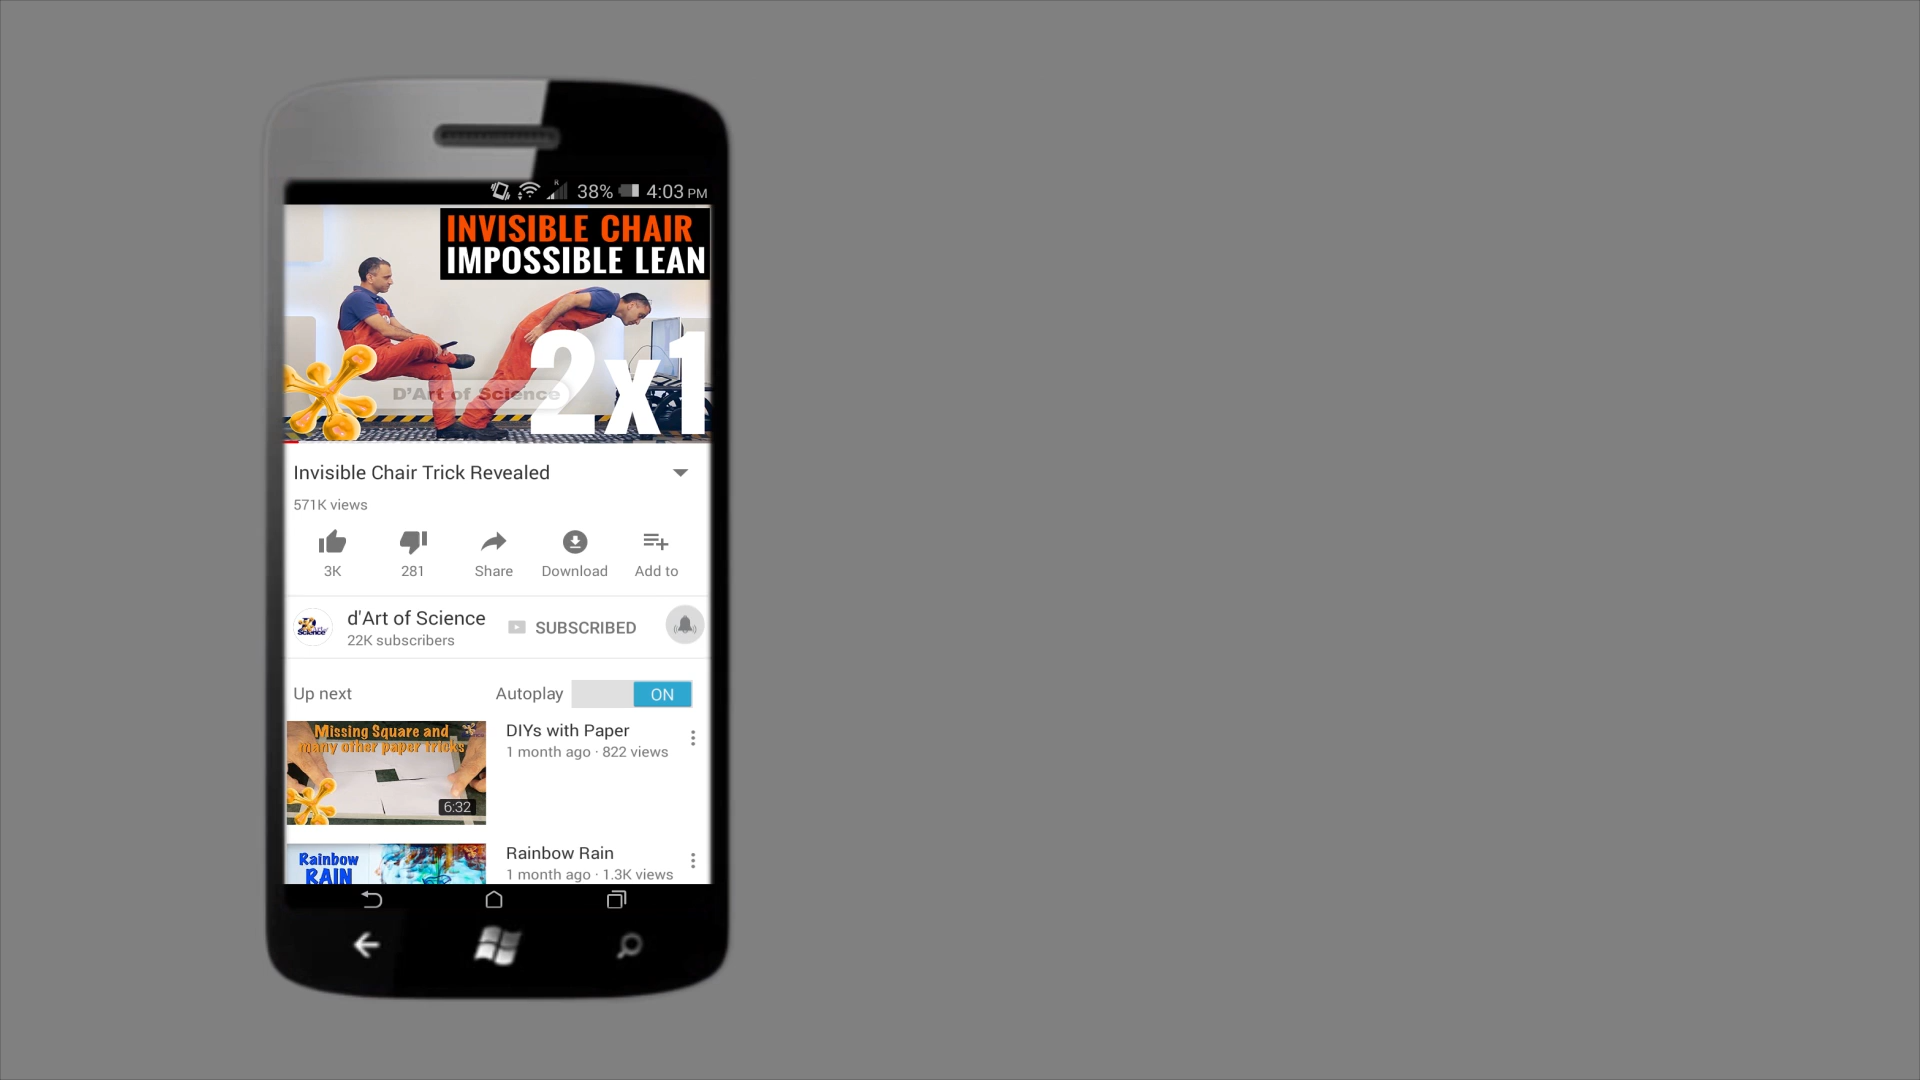 38% 4:03 PM
INVISIBLE CHAIR
IMPOSSIBLE LEAN
2x1
D'Art of Science
Invisible Chair Trick Revealed
571K views
3K 281 Share Download Add to
d'Art of Science
22K subscribers
SUBSCRIBED
Up next
Autoplay
ON
Missing Square and
many other paper tricks
6:32
DIYs with Paper
1 month ago · 822 views
Rainbow
RAIN
Rainbow Rain
1 month ago · 1.3K views